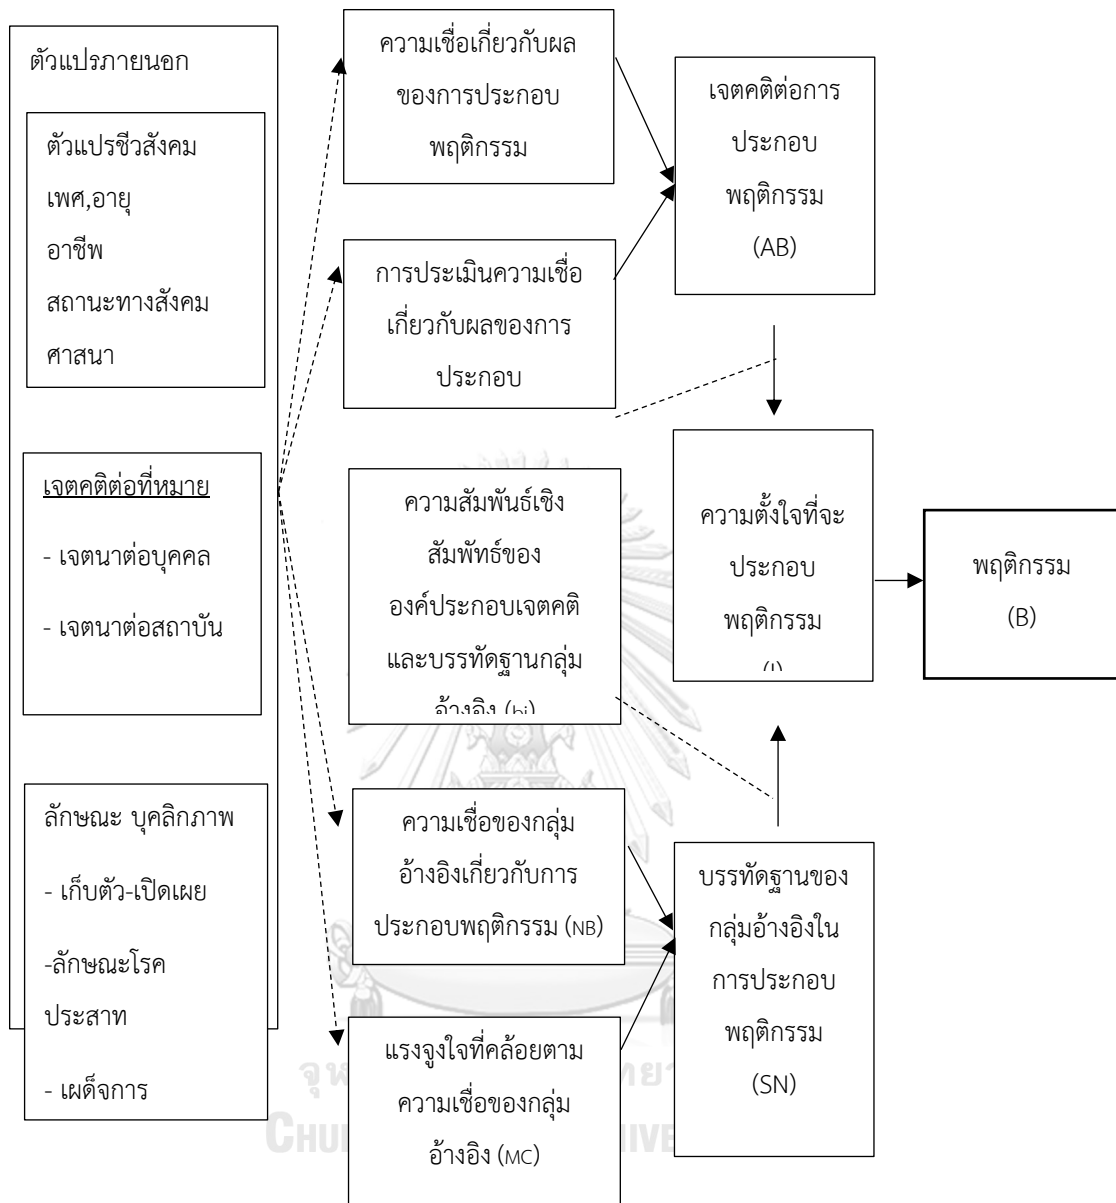 ตัวแปรภายนอก
ตัวแปรชีวสังคม
เพศ,อายุ
อาชีพ
สถานะทางสังคม
ศาสนา
เจตคติต่อที่หมาย
- เจตนาต่อบุคคล
- เจตนาต่อสถาบัน
ลักษณะ บุคลิกภาพ
- เก็บตัว-เปิดเผย
-ลักษณะโรค
ประสาท
- เผด็จการ
ความเชื่อเกี่ยวกับผล
ของการประกอบ
พฤติกรรม
การประเมินความเชื่อ
เกี่ยวกับผลของการ
ประกอบ
ความสัมพันธ์เชิง
สัมพัทธ์ของ
องค์ประกอบเจตคติ
และบรรทัดฐานกลุ่ม
อ้างอิง (bi)
ความเชื่อของกลุ่ม
อ้างอิงเกี่ยวกับการ
ประกอบพฤติกรรม (NB)
แรงจูงใจที่คล้อยตาม
ความเชื่อของกลุ่ม
อ้างอิง (MC)
เจตคติต่อการ
ประกอบ
พฤติกรรม
(AB)
ความตั้งใจที่จะ
ประกอบ
พฤติกรรม
(I)
บรรทัดฐานของ
กลุ่มอ้างอิงใน
การประกอบ
พฤติกรรม
(SN)
พฤติกรรม
(B)